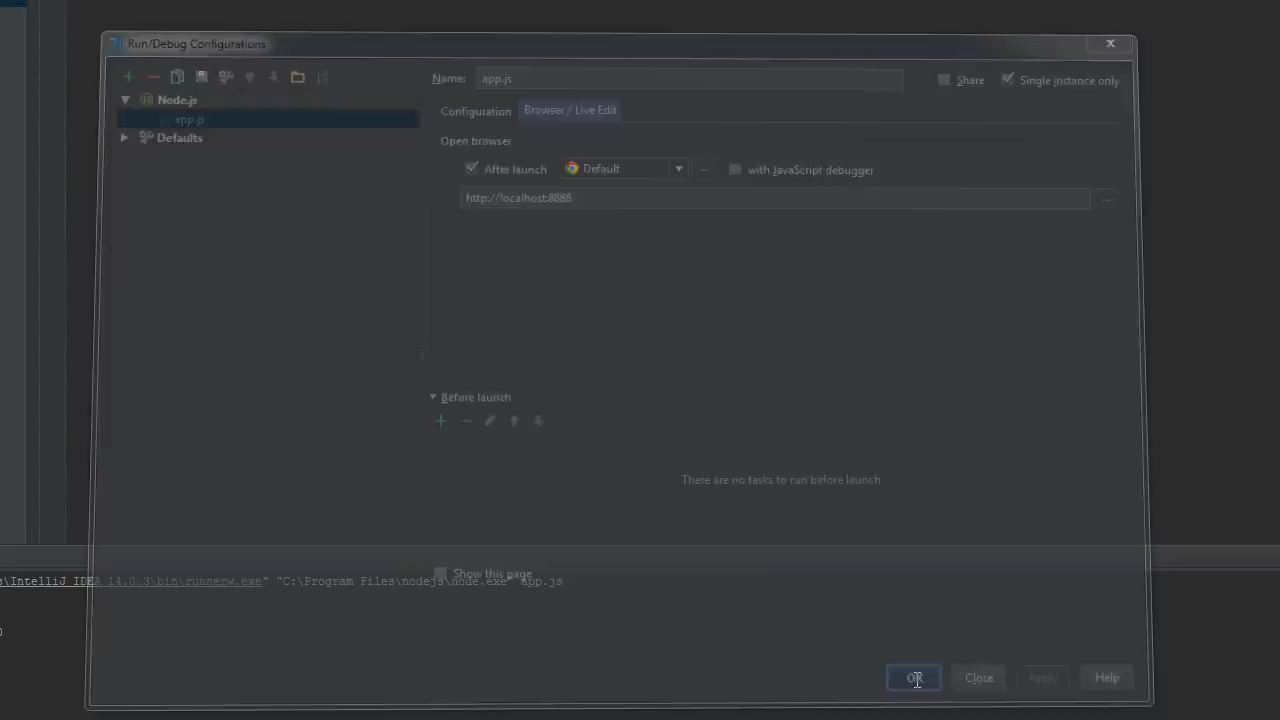 Run/Debug Configurations
Node.js
app.js
Defaults
Name: app.js
Share
Single instance only
Configuration
Browser / Live Edit
Open browser
After launch
Default
...
with JavaScript debugger
http://localhost:8888
...
Before launch
There are no tasks to run before launch
Show this page
s\IntelliJ IDEA 14.0.3\bin\runnerw.exe" "C:\Program Files\nodejs\node.exe" app.js
OK
Close
Apply
Help